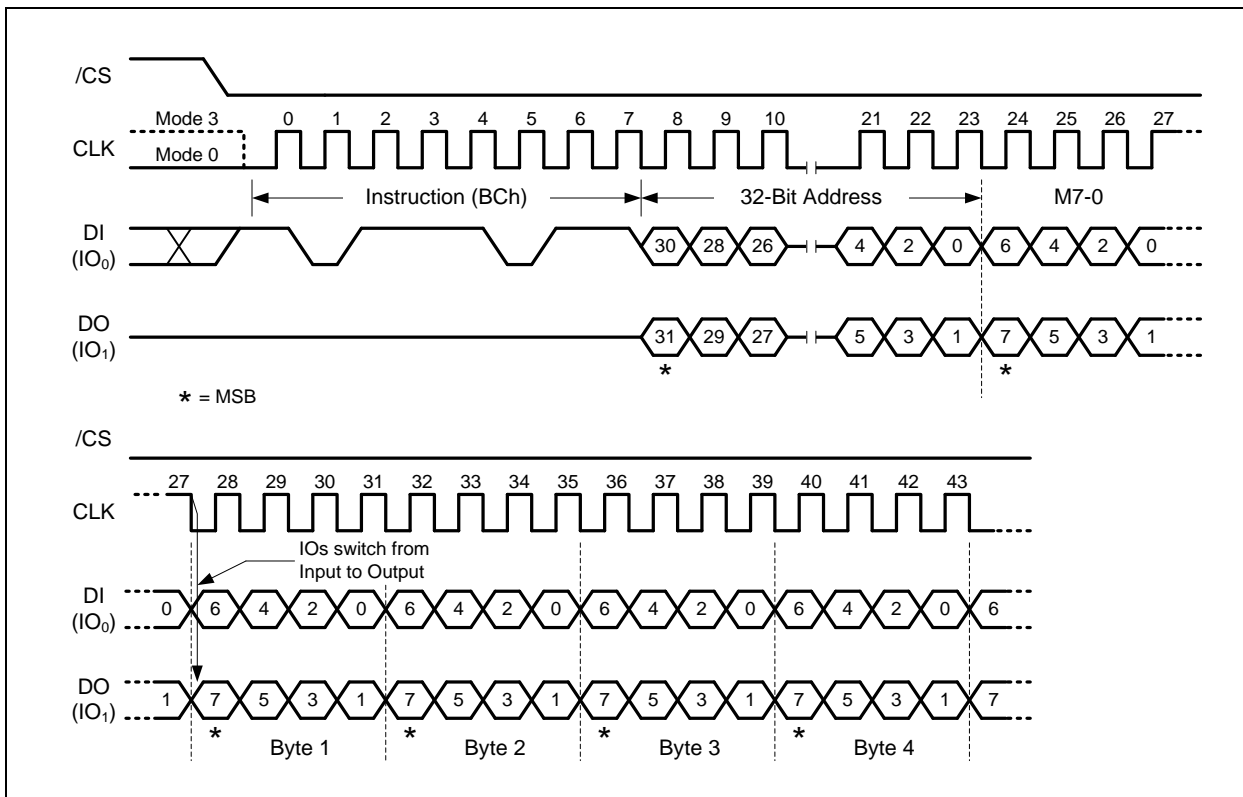 /CS
Mode 3 0 1 2 3 4 5 6 7 8 9 10 21 22 23 24 25 26 27
CLK
Mode 0
Instruction (BCh) 32-Bit Address M7-0
DI
(IO₀) 30 28 26 4 2 0 6 4 2 0
DO
(IO₁) 31 29 27 5 3 1 7 5 3 1
* *
* = MSB
/CS
27 28 29 30 31 32 33 34 35 36 37 38 39 40 41 42 43
CLK
IOs switch from
Input to Output
DI
(IO₀) 0 6 4 2 0 6 4 2 0 6 4 2 0 6 4 2 0 6
DO
(IO₁) 1 7 5 3 1 7 5 3 1 7 5 3 1 7 5 3 1 7
* * * *
Byte 1 Byte 2 Byte 3 Byte 4